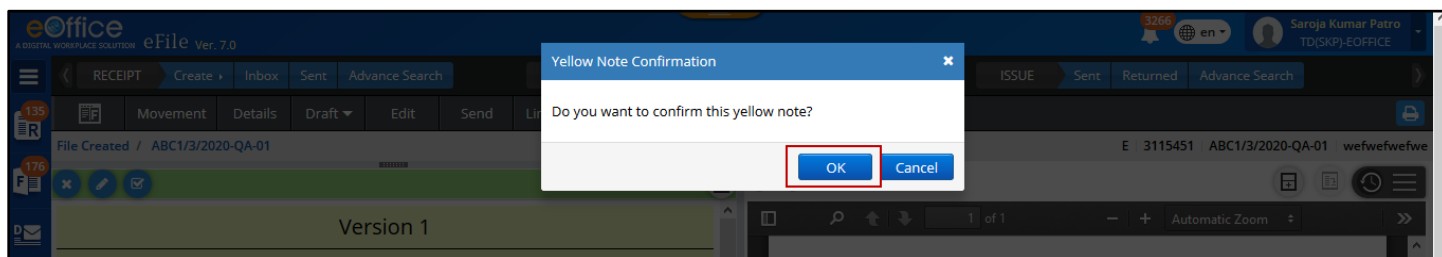 eOffice
A DIGITAL WORKPLACE SOLUTION eFile Ver. 7.0
3266
en
Saroja Kumar Patro
TD(SKP)-EOFFICE
RECEIPT Create Inbox Sent Advance Search
ISSUE Sent Returned Advance Search
135
R
Movement Details Draft Edit Send
Yellow Note Confirmation
Do you want to confirm this yellow note?
OK Cancel
File Created / ABC1/3/2020-QA-01
E 3115451 ABC1/3/2020-QA-01 wefwefwefwe
176
F
Version 1
1 of 1
Automatic Zoom
D